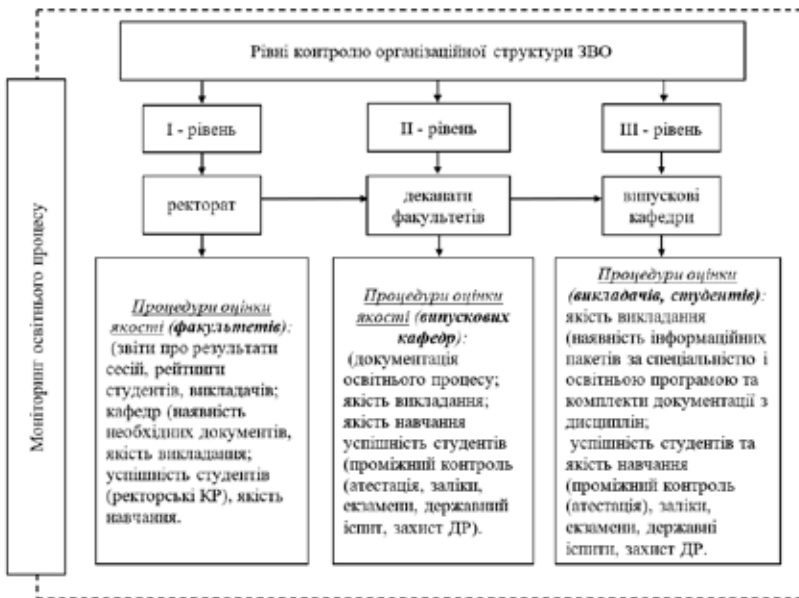 Рівні контролю організаційної структури ЗВО
І - рівень
ІІ - рівень
ІІІ - рівень
ректорат
деканати
факультетів
випускові
кафедри
Моніторинг освітнього процесу
Процедури оцінки
якості (факультетів):
(звіти про результати
сесій, рейтинги
студентів, викладачів;
кафедр (наявність
необхідних документів,
якість викладання;
успішність студентів
(ректорські КР), якість
навчання.
Процедури оцінки
якості (випускових
кафедр):
(документація
освітнього процесу;
якість викладання;
якість навчання
успішність студентів
(проміжний контроль
(атестація, заліки,
екзамени, державний
іспит, захист ДР).
Процедури оцінки
(викладачів, студентів):
якість викладання
(наявність інформаційних
пакетів за спеціальністю і
освітньою програмою та
комплекти документації з
дисциплін;
успішність студентів та
якість навчання
(проміжний контроль
(атестація), заліки,
екзамени, державні
іспити, захист ДР.